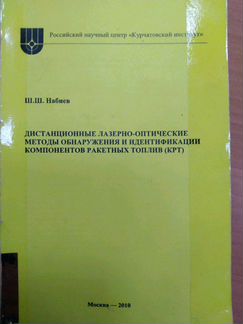 Российский научный центр «Курчатовский институт»
Ш.Ш. Набиев
ДИСТАНЦИОННЫЕ ЛАЗЕРНО-ОПТИЧЕСКИЕ
МЕТОДЫ ОБНАРУЖЕНИЯ И ИДЕНТИФИКАЦИИ
КОМПОНЕНТОВ РАКЕТНЫХ ТОПЛИВ (КРТ)
Москва — 2010